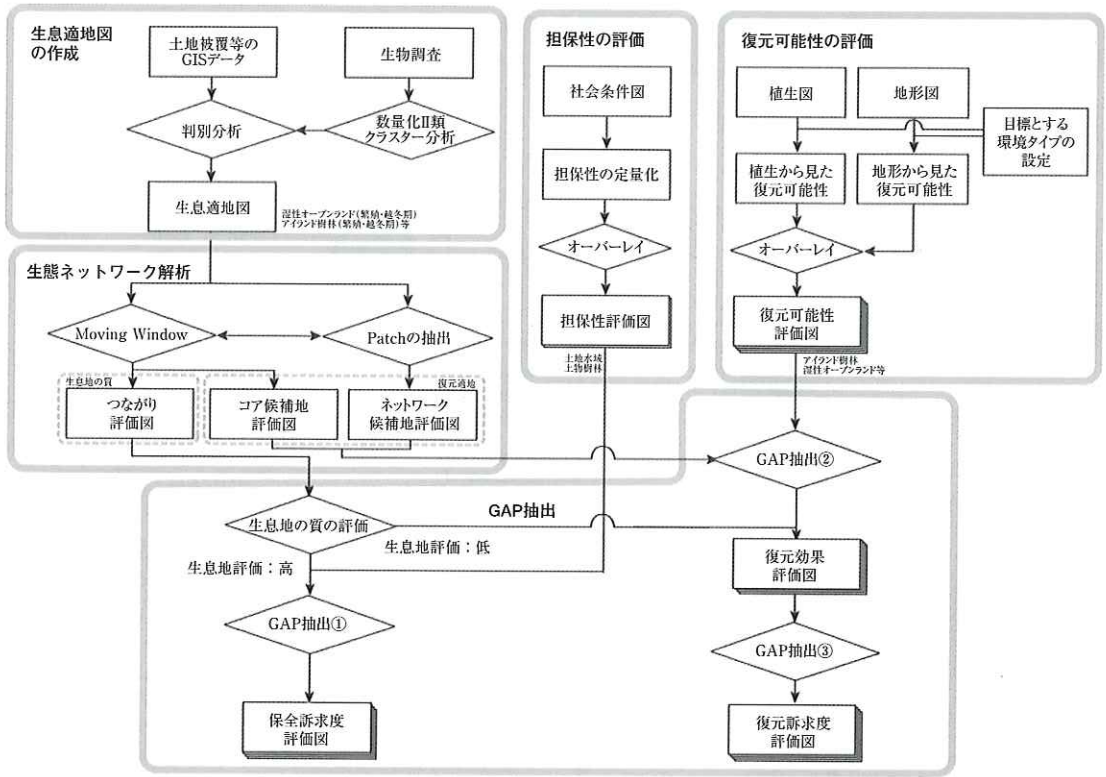 生息適地図
の作成
土地被覆等の
GISデータ
生物調査
判別分析
数量化II類
クラスター分析
生息適地図
湿性オープンランド(繁殖・越冬期)
アイランド樹林(繁殖・越冬期)等
担保性の評価
社会条件図
担保性の定量化
オーバーレイ
担保性評価図
土地水域
土物樹林
復元可能性の評価
植生図
地形図
目標とする
環境タイプの
設定
植生から見た
復元可能性
地形から見た
復元可能性
オーバーレイ
復元可能性
評価図
アイランド樹林
湿性オープンランド等
生態ネットワーク解析
Moving Window
Patchの抽出
生息地の質
復元適地
つながり
評価図
コア候補地
評価図
ネットワーク
候補地評価図
GAP抽出②
GAP抽出
生息地の質の評価
生息地評価：低
生息地評価：高
復元効果
評価図
GAP抽出①
GAP抽出③
保全訴求度
評価図
復元訴求度
評価図